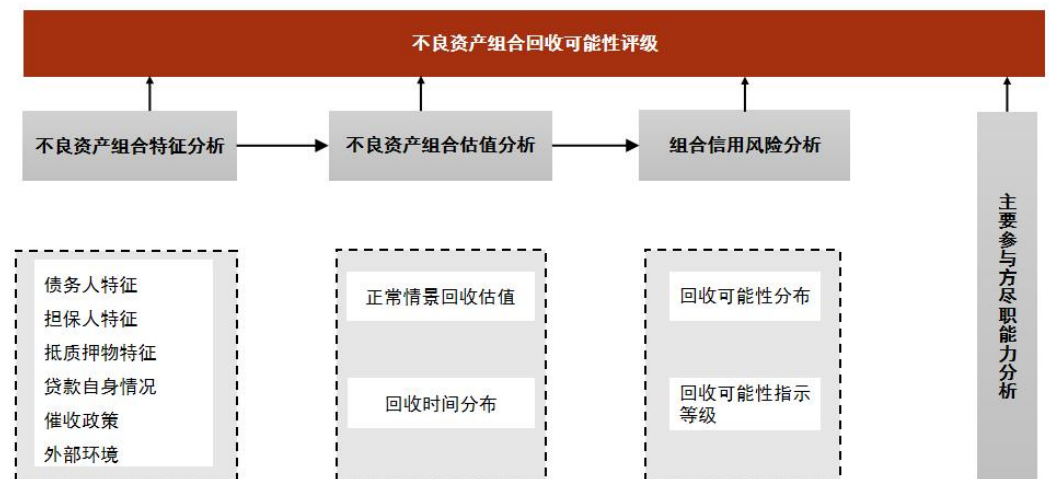 不良资产组合回收可能性评级
不良资产组合特征分析
不良资产组合估值分析
组合信用风险分析
主要参与方尽职能力分析
债务人特征
担保人特征
抵质押物特征
贷款自身情况
催收政策
外部环境
正常情景回收估值
回收时间分布
回收可能性分布
回收可能性指示
等级